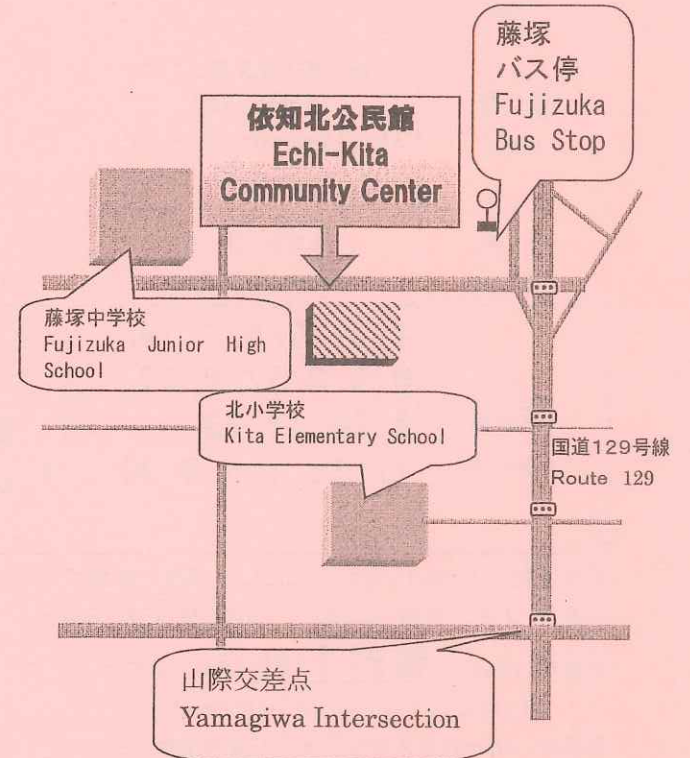 藤塚
バス停
Fujizuka
Bus Stop
依知北公民館
Echi-Kita
Community Center
藤塚中学校
Fujizuka Junior High
School
北小学校
Kita Elementary School
国道129号線
Route 129
山際交差点
Yamagiwa Intersection